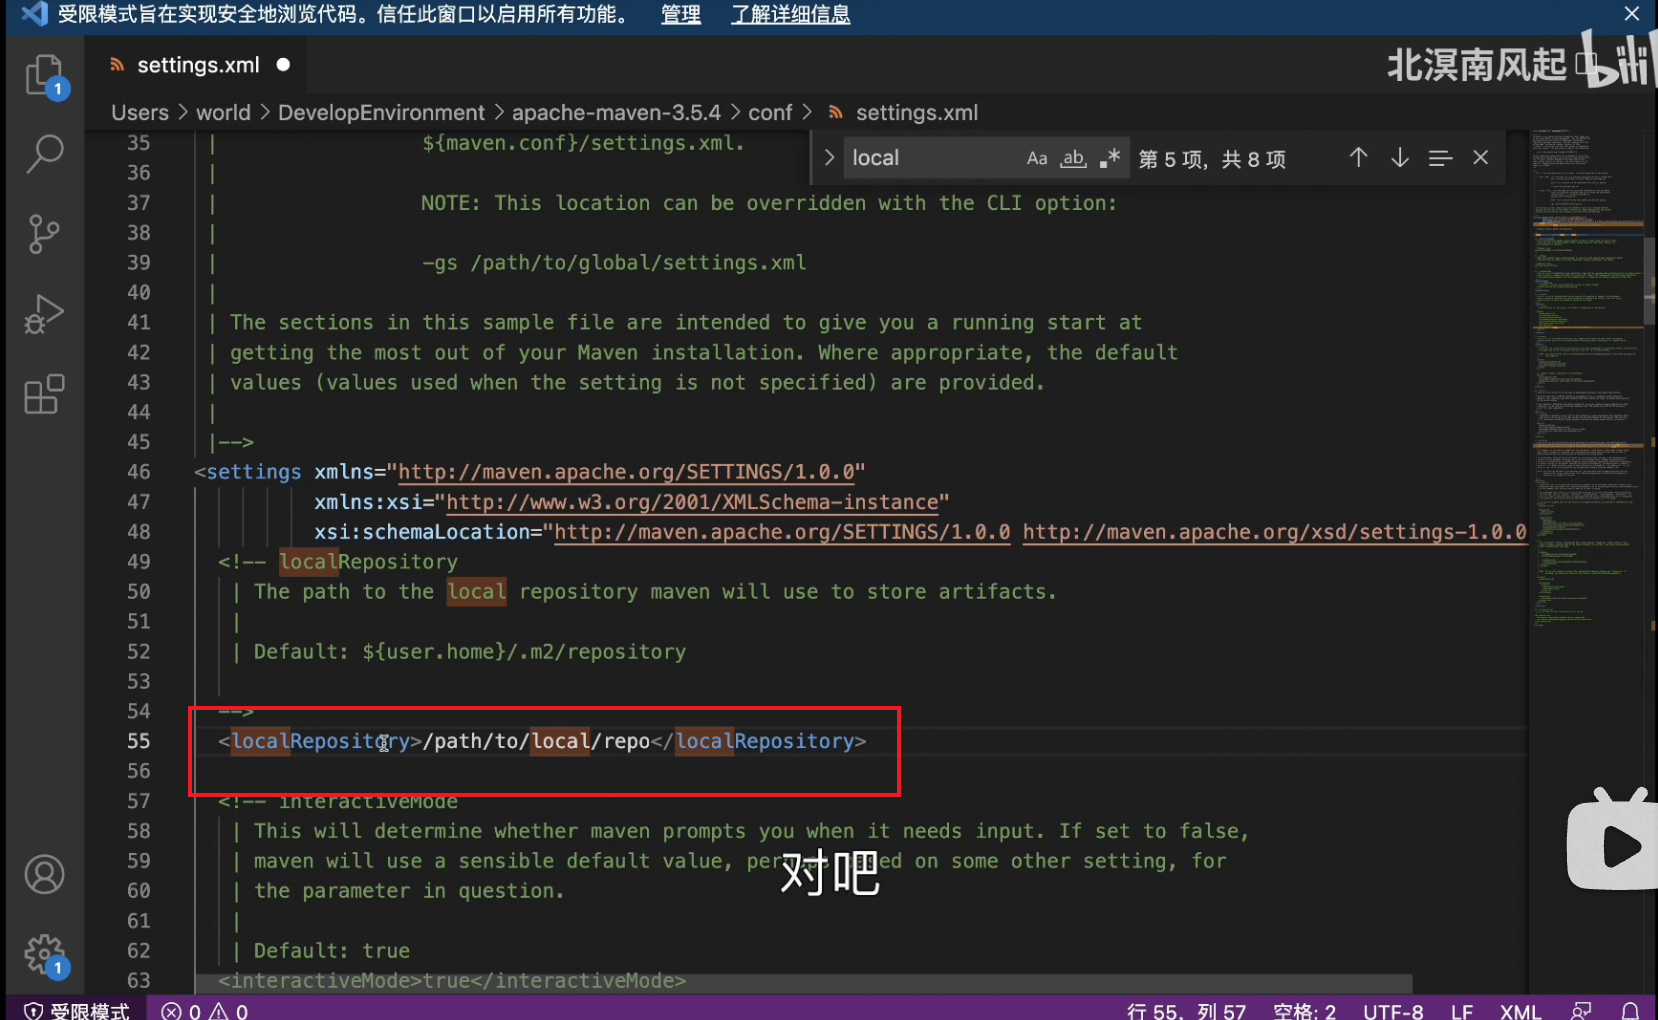 受限模式旨在实现安全地浏览代码。信任此窗口以启用所有功能。 管理 了解详细信息
settings.xml
北溟南风起 bili
Users > world > DevelopEnvironment > apache-maven-3.5.4 > conf > settings.xml
local Aa ab .* 第 5 项，共 8 项
35 | ${maven.conf}/settings.xml.
36 |
37 | NOTE: This location can be overridden with the CLI option:
38 |
39 | -gs /path/to/global/settings.xml
40 |
41 | The sections in this sample file are intended to give you a running start at
42 | getting the most out of your Maven installation. Where appropriate, the default
43 | values (values used when the setting is not specified) are provided.
44 |
45 |-->
46 <settings xmlns="http://maven.apache.org/SETTINGS/1.0.0"
47 xmlns:xsi="http://www.w3.org/2001/XMLSchema-instance"
48 xsi:schemaLocation="http://maven.apache.org/SETTINGS/1.0.0 http://maven.apache.org/xsd/settings-1.0.0
49 <!-- localRepository
50 | The path to the local repository maven will use to store artifacts.
51 |
52 | Default: ${user.home}/.m2/repository
53
54 -->
55 <localRepository>/path/to/local/repo</localRepository>
56
57 <!-- interactiveMode
58 | This will determine whether maven prompts you when it needs input. If set to false,
59 | maven will use a sensible default value, based on some other setting, for
对吧
60 | the parameter in question.
61 |
62 | Default: true
63 <interactiveMode>true</interactiveMode>
1
1
受限模式 0 0 行 55，列 57 空格: 2 UTF-8 LF XML